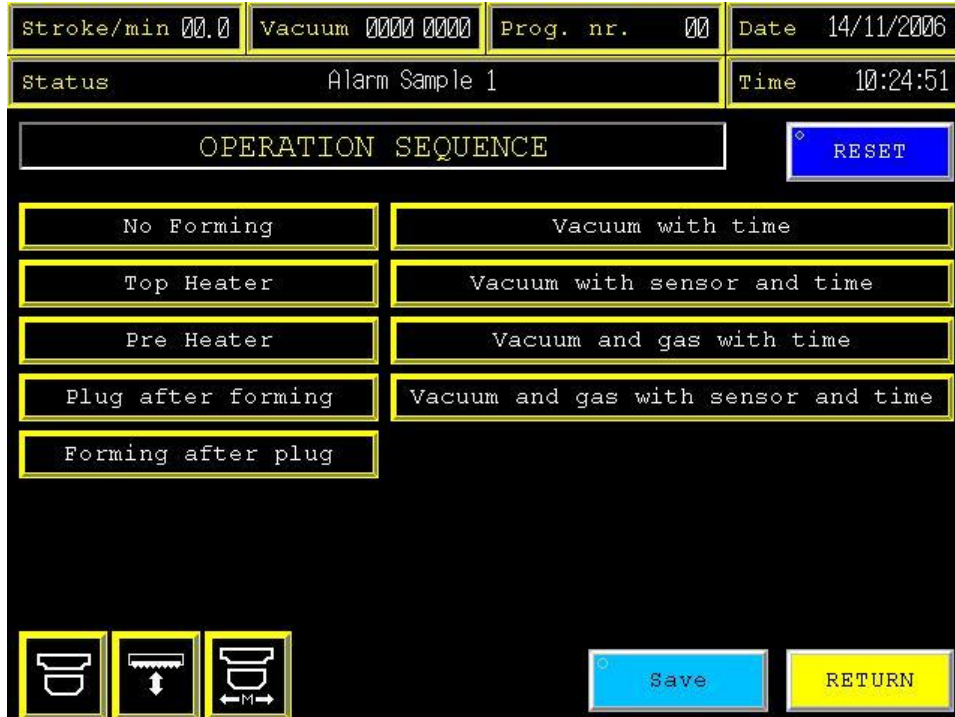 Stroke/min 00.0 Vacuum 0000 0000 Prog. nr. 00 Date 14/11/2006
Status Alarm Sample 1 Time 10:24:51
OPERATION SEQUENCE RESET
No Forming Vacuum with time
Top Heater Vacuum with sensor and time
Pre Heater Vacuum and gas with time
Plug after forming Vacuum and gas with sensor and time
Forming after plug
M
Save RETURN